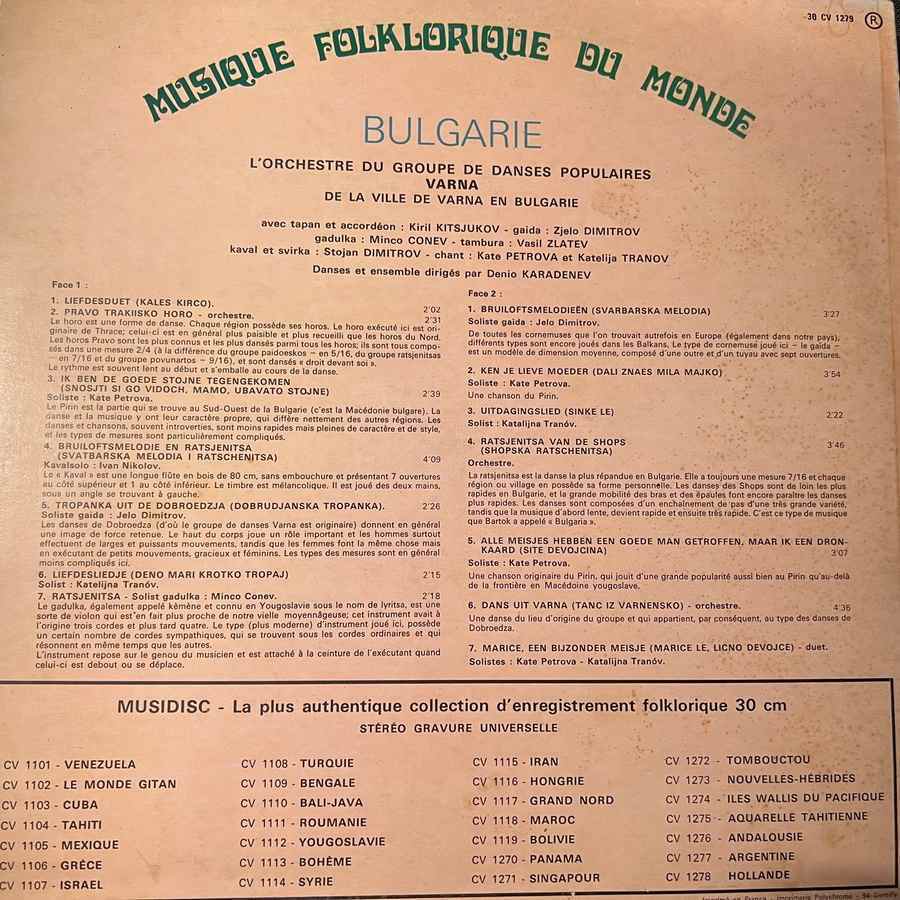 30 CV 1279 R
MUSIQUE FOLKLORIQUE DU MONDE
BULGARIE
L'ORCHESTRE DU GROUPE DE DANSES POPULAIRES
VARNA
DE LA VILLE DE VARNA EN BULGARIE
avec tapan et accordéon : Kiril KITSJUKOV - gaida : Zjelo DIMITROV
gadulka : Minco CONEV - tambura : Vasil ZLATEV
kaval et svirka : Stojan DIMITROV - chant : Kate PETROVA et Katelija TRANOV
Danses et ensemble dirigés par Denio KARADENEV
Face 1 :
1. LIEFDESDUET (KALES KIRCO). 2'02
2. PRAVO TRAKIISKO HORO - orchestre. 2'31
Le horo est une forme de danse. Chaque région possède ses horos. Le horo exécuté ici est ori-
ginaire de Thrace; celui-ci est en général plus paisible et plus recueilli que les horos du Nord.
Les horos Pravo sont les plus connus et les plus dansés parmi tous les horos; ils sont tous compo-
sés dans une mesure 2/4 (à la différence du groupe paidoeskos — en 5/16, du groupe ratsjenitsas
— en 7/16 et du groupe povunartos — 9/16), et sont dansés « droit devant soi ».
Le rythme est souvent lent au début et s'emballe au cours de la danse.
3. IK BEN DE GOEDE STOJNE TEGENGEKOMEN
(SNOSJTI SI GO VIDOCH, MAMO, UBAVATO STOJNE) 2'39
Soliste : Kate Petrova.
Le Pirin est la partie qui se trouve au Sud-Ouest de la Bulgarie (c'est la Macédonie bulgare). La
danse et la musique y ont leur caractère propre, qui diffère nettement des autres régions. Les
danses et chansons, souvent introverties, sont moins rapides mais pleines de caractère et de style,
et les types de mesures sont particulièrement compliqués.
4. BRUILOFTSMELODIE EN RATSJENITSA
(SVATBARSKA MELODIA I RATSCHENITSA) 4'09
Kavalsolo : Ivan Nikolov.
Le « Kaval » est une longue flûte en bois de 80 cm, sans embouchure et présentant 7 ouvertures
au côté supérieur et 1 au côté inférieur. Le timbre est mélancolique. Il est joué des deux mains,
sous un angle se trouvant à gauche.
5. TROPANKA UIT DE DOBROEDZJA (DOBRUDJANSKA TROPANKA). 2'26
Soliste gaida : Jelo Dimitrov.
Les danses de Dobroedza (d'où le groupe de danses Varna est originaire) donnent en général
une image de force retenue. Le haut du corps joue un rôle important et les hommes surtout
effectuent de larges et puissants mouvements, tandis que les femmes font la même chose mais
en exécutant de petits mouvements, gracieux et féminins. Les types des mesures sont en général
moins compliqués ici.
6. LIEFDESLIEDJE (DENO MARI KROTKO TROPAJ) 2'15
Solist : Katelijna Tranóv.
7. RATSJENITSA - Solist gadulka : Minco Conev. 2'18
Le gadulka, également appelé kêmène et connu en Yougoslavie sous le nom de lyritsa, est une
sorte de violon qui est en fait plus proche de notre vielle moyennâgeuse; cet instrument avait à
l'origine trois cordes et plus tard quatre. Le type (plus moderne) d'instrument joué ici, possède
un certain nombre de cordes sympathiques, qui se trouvent sous les cordes ordinaires et qui
résonnent en même temps que les autres.
L'instrument repose sur le genou du musicien et est attaché à la ceinture de l'exécutant quand
celui-ci est debout ou se déplace.
Face 2 :
1. BRUILOFTSMELODIEËN (SVARBARSKA MELODIA) 3'27
Soliste gaida : Jelo Dimitrov.
De toutes les cornemuses que l'on trouvait autrefois en Europe (également dans notre pays),
différents types sont encore joués dans les Balkans, Le type de cornemuse joué ici — le gaida —
est un modèle de dimension moyenne, composé d'une outre et d'un tuyau avec sept ouvertures.
2. KEN JE LIEVE MOEDER (DALI ZNAES MILA MAJKO) 3'54
Soliste : Kate Petrova.
Une chanson du Pirin.
3. UITDAGINGSLIED (SINKE LE) 2'22
Solist : Katalijna Tranóv.
4. RATSJENITSA VAN DE SHOPS
(SHOPSKA RATSCHENITSA) 3'46
Orchestre.
La ratsjenitsa est la danse la plus répandue en Bulgarie. Elle a toujours une mesure 7/16 et chaque
région ou village en possède sa forme personnelle. Les danses des Shops sont de loin les plus
rapides en Bulgarie, et la grande mobilité des bras et des épaules font encore paraître les danses
plus rapides. Les danses sont composées d'un enchaînement de pas d'une très grande variété,
tandis que la musique d'abord lente, devient rapide et ensuite très rapide. C'est ce type de musique
que Bartok a appelé « Bulgaria ».
5. ALLE MEISJES HEBBEN EEN GOEDE MAN GETROFFEN, MAAR IK EEN DRON-
KAARD (SITE DEVOJCINA) 3'07
Soliste : Kate Petrova.
Une chanson originaire du Pirin, qui jouit d'une grande popularité aussi bien au Pirin qu'au-delà
de la frontière en Macédoine yougoslave.
6. DANS UIT VARNA (TANC IZ VARNENSKO) - orchestre. 4'36
Une danse du lieu d'origine du groupe et qui appartient, par conséquent, au type des danses de
Dobroedza.
7. MARICE, EEN BIJZONDER MEISJE (MARICE LE, LICNO DEVOJCE) - duet.
Solistes : Kate Petrova - Katalijna Tranóv.
MUSIDISC - La plus authentique collection d'enregistrement folklorique 30 cm
STÉRÉO GRAVURE UNIVERSELLE
CV 1101 - VENEZUELA
CV 1102 - LE MONDE GITAN
CV 1103 - CUBA
CV 1104 - TAHITI
CV 1105 - MEXIQUE
CV 1106 - GRÉCE
CV 1107 - ISRAEL
CV 1108 - TURQUIE
CV 1109 - BENGALE
CV 1110 - BALI-JAVA
CV 1111 - ROUMANIE
CV 1112 - YOUGOSLAVIE
CV 1113 - BOHÊME
CV 1114 - SYRIE
CV 1115 - IRAN
CV 1116 - HONGRIE
CV 1117 - GRAND NORD
CV 1118 - MAROC
CV 1119 - BOLIVIE
CV 1270 - PANAMA
CV 1271 - SINGAPOUR
CV 1272 - TOMBOUCTOU
CV 1273 - NOUVELLES-HÉBRIDES
CV 1274 - ILES WALLIS DU PACIFIQUE
CV 1275 - AQUARELLE TAHITIENNE
CV 1276 - ANDALOUSIE
CV 1277 - ARGENTINE
CV 1278 HOLLANDE
Imprimé en France - Imprimerie Polychrome - 94